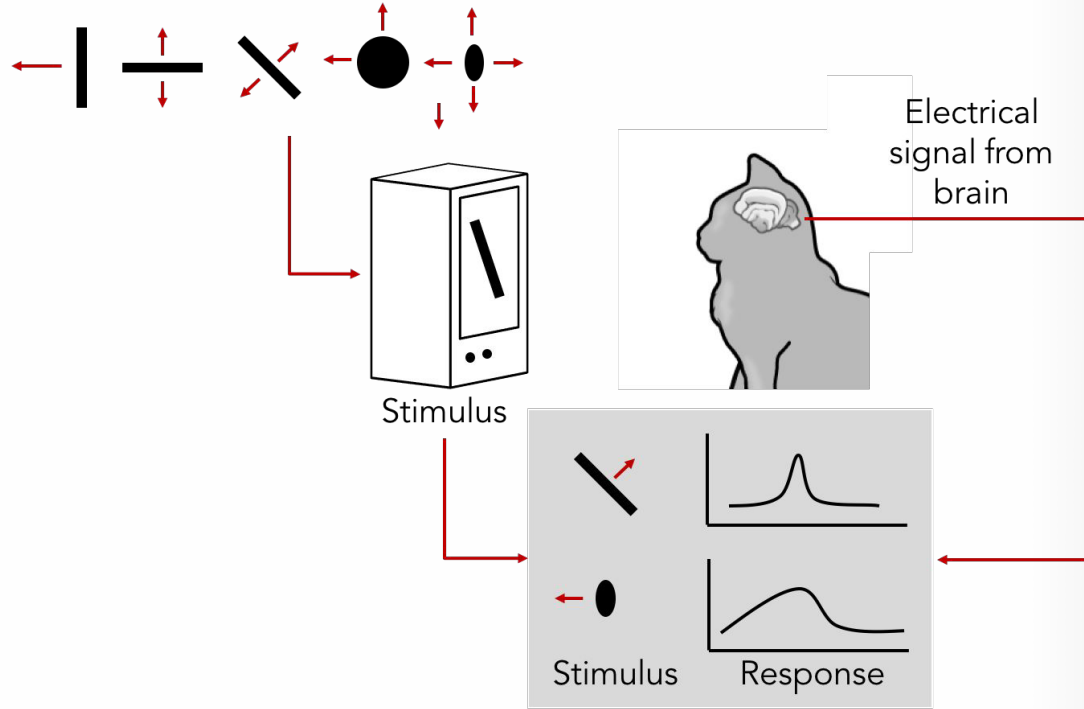 Electrical
signal from
brain
Stimulus
Stimulus
Response